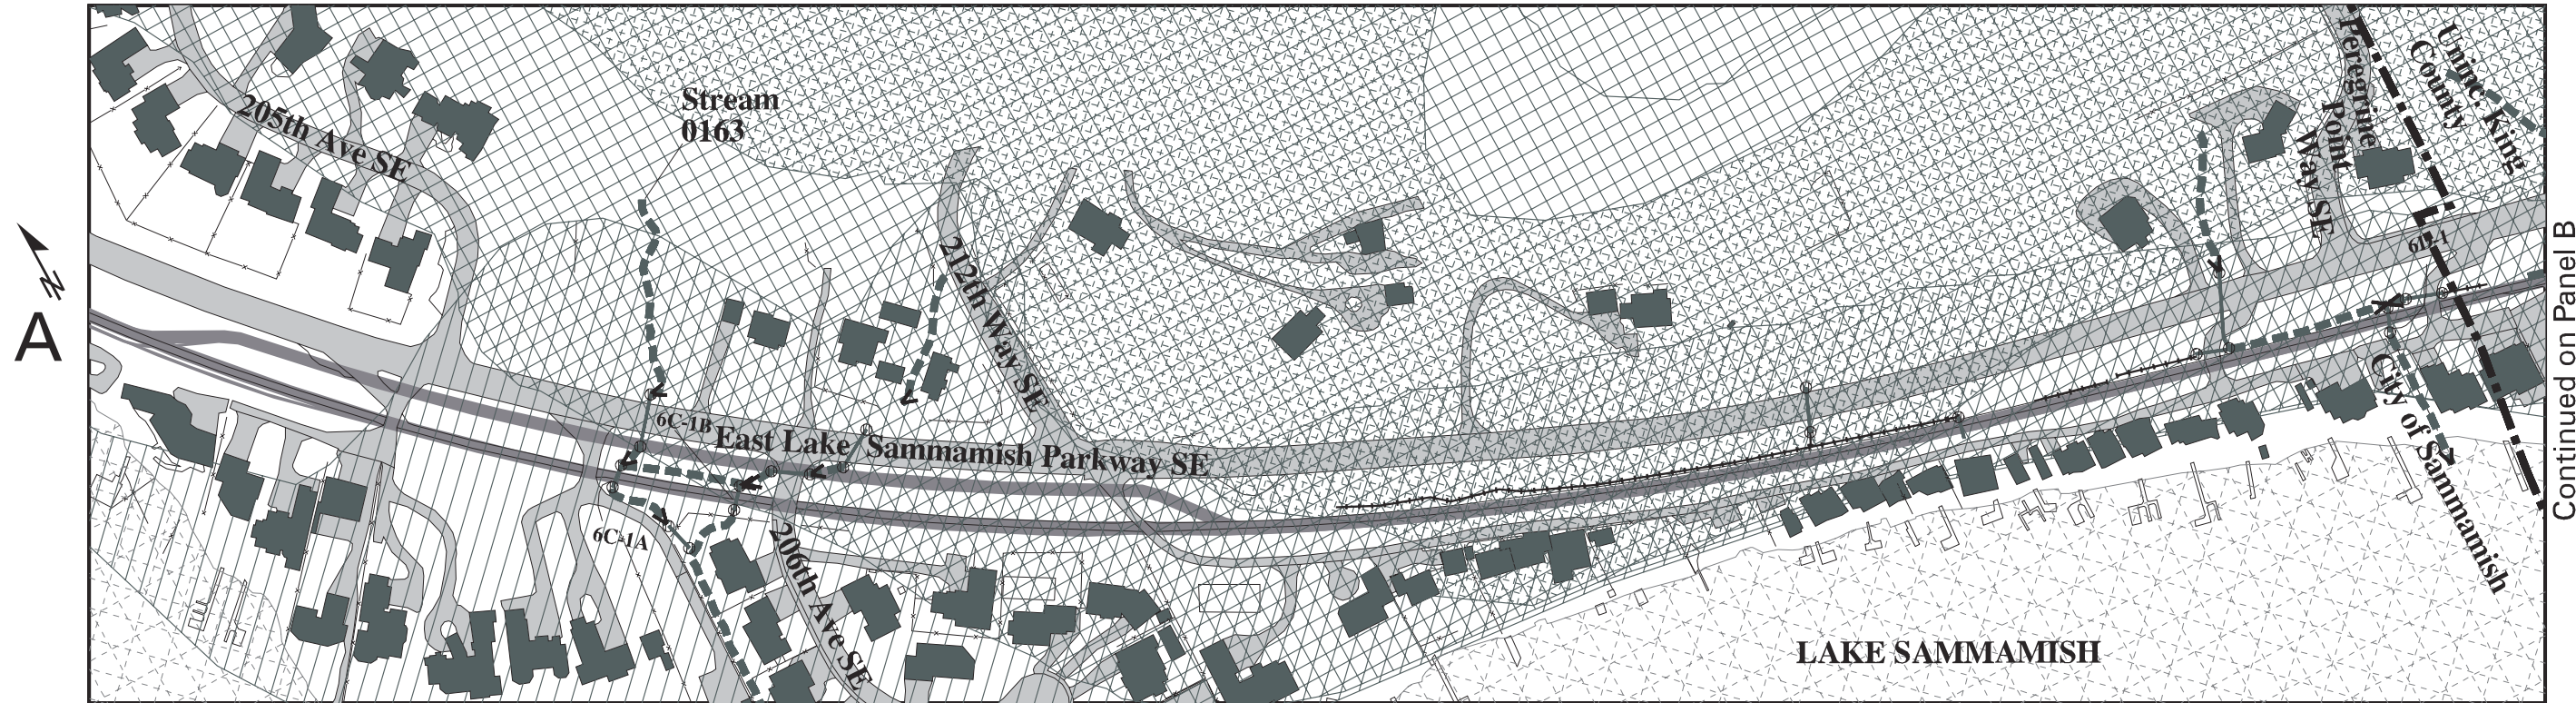 Stream
0163
205th Ave SE
212th Way SE
Peregrine
Point
Way SE
Uninc. King
County
6C-1B
East Lake Sammamish Parkway SE
6C-1A
206th Ave SE
City of Sammamish
LAKE SAMMAMISH
N
A
Continued on Panel B